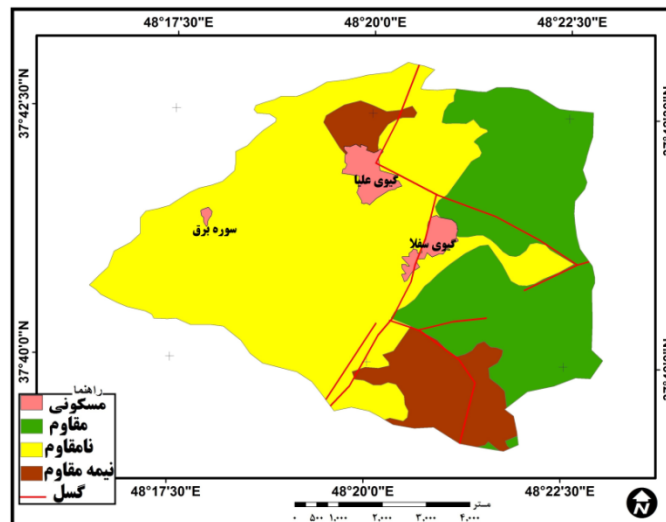 48°17'30"E 48°20'0"E 48°22'30"E
37°42'30"N
گیوی علیا
سوره برق
گیوی سفلا
37°40'0"N
راهنما
مسکونی
مقاوم
نامقاوم
نیمه مقاوم
گسل
48°17'30"E 48°20'0"E 48°22'30"E
متر
۰ ۵۰۰ ۱,۰۰۰ ۲,۰۰۰ ۳,۰۰۰ ۴,۰۰۰
N